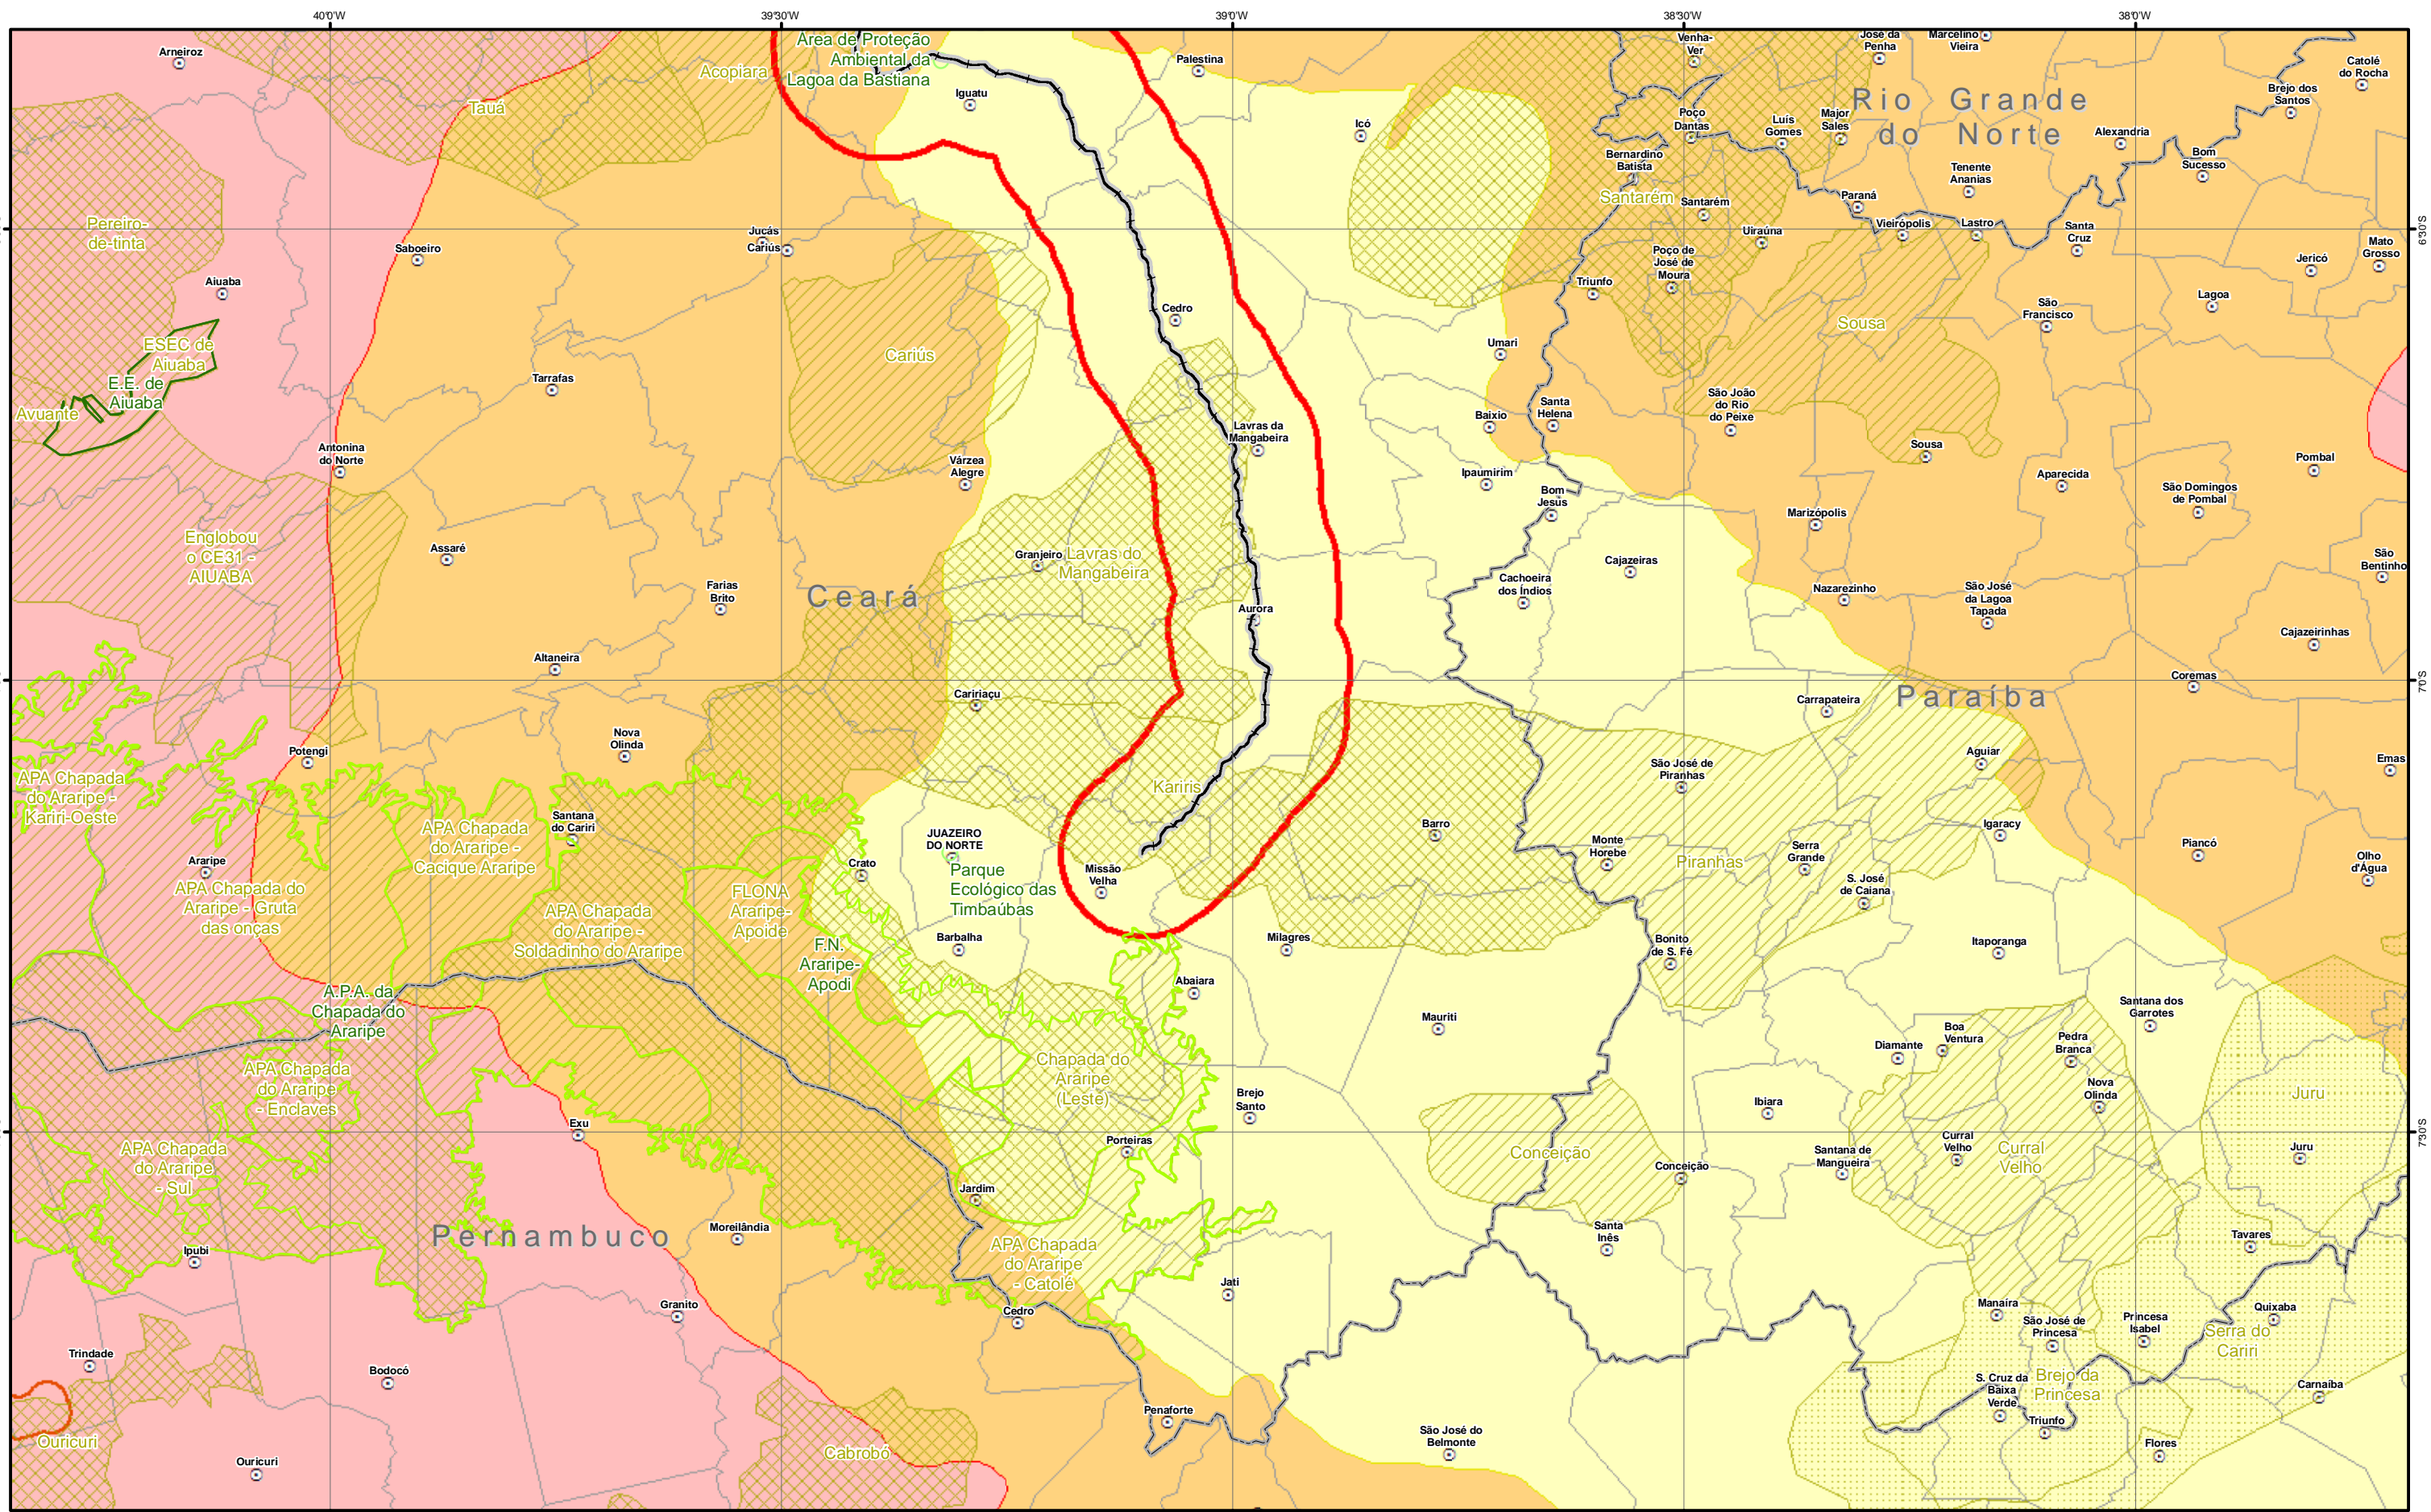 40°0'W
39°30'W
39°0'W
38°30'W
38°0'W
6°30'S
7°0'S
7°30'S
Arneiroz
Acopiara
Tauá
Área de Proteção
Ambiental da
Lagoa da Bastiana
Iguatu
Palestina
Icó
Venha-
Ver
José da
Penha
Marcelino
Vieira
Catolé
do Rocha
Brejo dos
Santos
Rio Grande
do Norte
Poço
Dantas
Luís
Gomes
Major
Sales
Alexandria
Bom
Sucesso
Bernardino
Batista
Santarém
Santarém
Tenente
Ananias
Paraná
Pereiro-
de-tinta
Saboeiro
Jucás
Cariús
Uiraúna
Vieirópolis
Lastro
Santa
Cruz
Mato
Grosso
Jericó
Aiuaba
Poço de
José de
Moura
Triunfo
São
Francisco
Lagoa
Cedro
Sousa
ESEC de
Aiuaba
E.E. de
Aiuaba
Avuante
Cariús
Umari
Tarrafas
Baixio
Santa
Helena
São João
do Rio
do Peixe
Sousa
Lavras da
Mangabeira
Antonina
do Norte
Várzea
Alegre
Ipaumirim
Bom
Jesus
Aparecida
Pombal
São Domingos
de Pombal
Marizópolis
Englobou
o CE31 -
AIUABA
Assaré
Granjeiro
Lavras do
Mangabeira
Cajazeiras
São
Bentinho
Ceará
Farias
Brito
Cachoeira
dos Índios
Nazarezinho
São José
da Lagoa
Tapada
Aurora
Cajazeirinhas
Altaneira
Caririaçu
Coremas
Carrapateira
Paraíba
Potengi
Nova
Olinda
Aguiar
Emas
São José de
Piranhas
Kariris
APA Chapada
do Araripe -
Kariri-Oeste
Santana
do Cariri
APA Chapada
do Araripe -
Cacique Araripe
JUAZEIRO
DO NORTE
Barro
Monte
Horebe
Igaracy
Piranhas
Serra
Grande
Piancó
Olho
d'Água
Araripe
APA Chapada do
Araripe - Gruta
das onças
Crato
Parque
Ecológico das
Timbaúbas
Missão
Velha
S. José
de Caiana
FLONA
Araripe-
Apoide
APA Chapada
do Araripe -
Soldadinho do Araripe
Barbalha
Milagres
Bonito
de S. Fé
Itaporanga
F.N.
Araripe-
Apodi
A.P.A. da
Chapada do
Araripe
Abaiara
Mauriti
Santana dos
Garrotes
Boa
Ventura
Diamante
Pedra
Branca
APA Chapada
do Araripe
- Enclaves
Chapada do
Araripe
(Leste)
Nova
Olinda
Juru
Exu
Brejo
Santo
Ibiara
Porteiras
Conceição
Conceição
Santana de
Mangueira
Curral
Velho
Curral
Velho
Juru
APA Chapada
do Araripe
- Sul
Jardim
Pernambuco
Moreilândia
Santa
Inês
Tavares
Ipubi
APA Chapada
do Araripe
- Catolé
Jati
Granito
Cedro
Manaíra
São José de
Princesa
Princesa
Isabel
Quixaba
Serra do
Cariri
Trindade
Bodocó
S. Cruz da
Baixa
Verde
Brejo da
Princesa
Carnaíba
Penaforte
Triunfo
Ouricuri
Ouricuri
Cabrobó
São José do
Belmonte
Flores